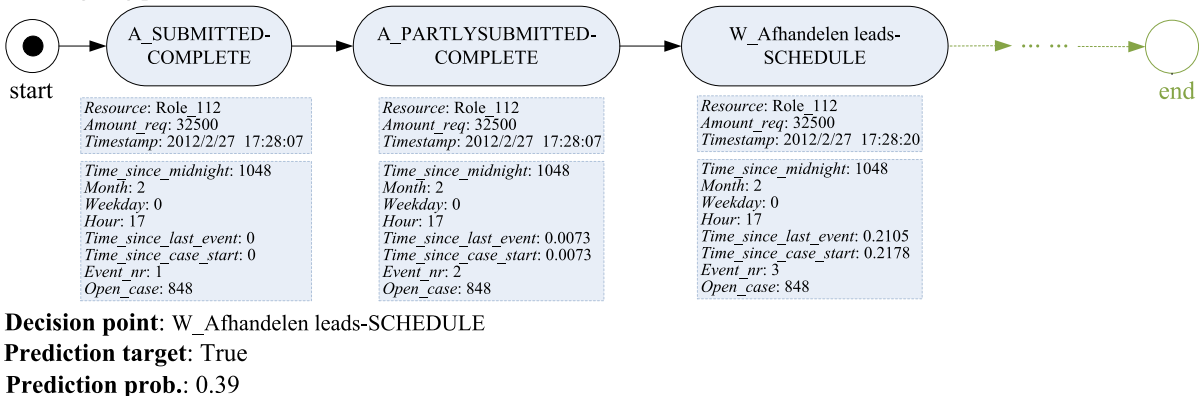 A_SUBMITTED-
COMPLETE
A_PARTLYSUBMITTED-
COMPLETE
W_Afhandelen leads-
SCHEDULE
... ...
start
end
Resource: Role_112
Amount_req: 32500
Timestamp: 2012/2/27 17:28:07
Time_since_midnight: 1048
Month: 2
Weekday: 0
Hour: 17
Time_since_last_event: 0
Time_since_case_start: 0
Event_nr: 1
Open_case: 848
Resource: Role_112
Amount_req: 32500
Timestamp: 2012/2/27 17:28:07
Time_since_midnight: 1048
Month: 2
Weekday: 0
Hour: 17
Time_since_last_event: 0.0073
Time_since_case_start: 0.0073
Event_nr: 2
Open_case: 848
Resource: Role_112
Amount_req: 32500
Timestamp: 2012/2/27 17:28:20
Time_since_midnight: 1048
Month: 2
Weekday: 0
Hour: 17
Time_since_last_event: 0.2105
Time_since_case_start: 0.2178
Event_nr: 3
Open_case: 848
Decision point: W_Afhandelen leads-SCHEDULE
Prediction target: True
Prediction prob.: 0.39